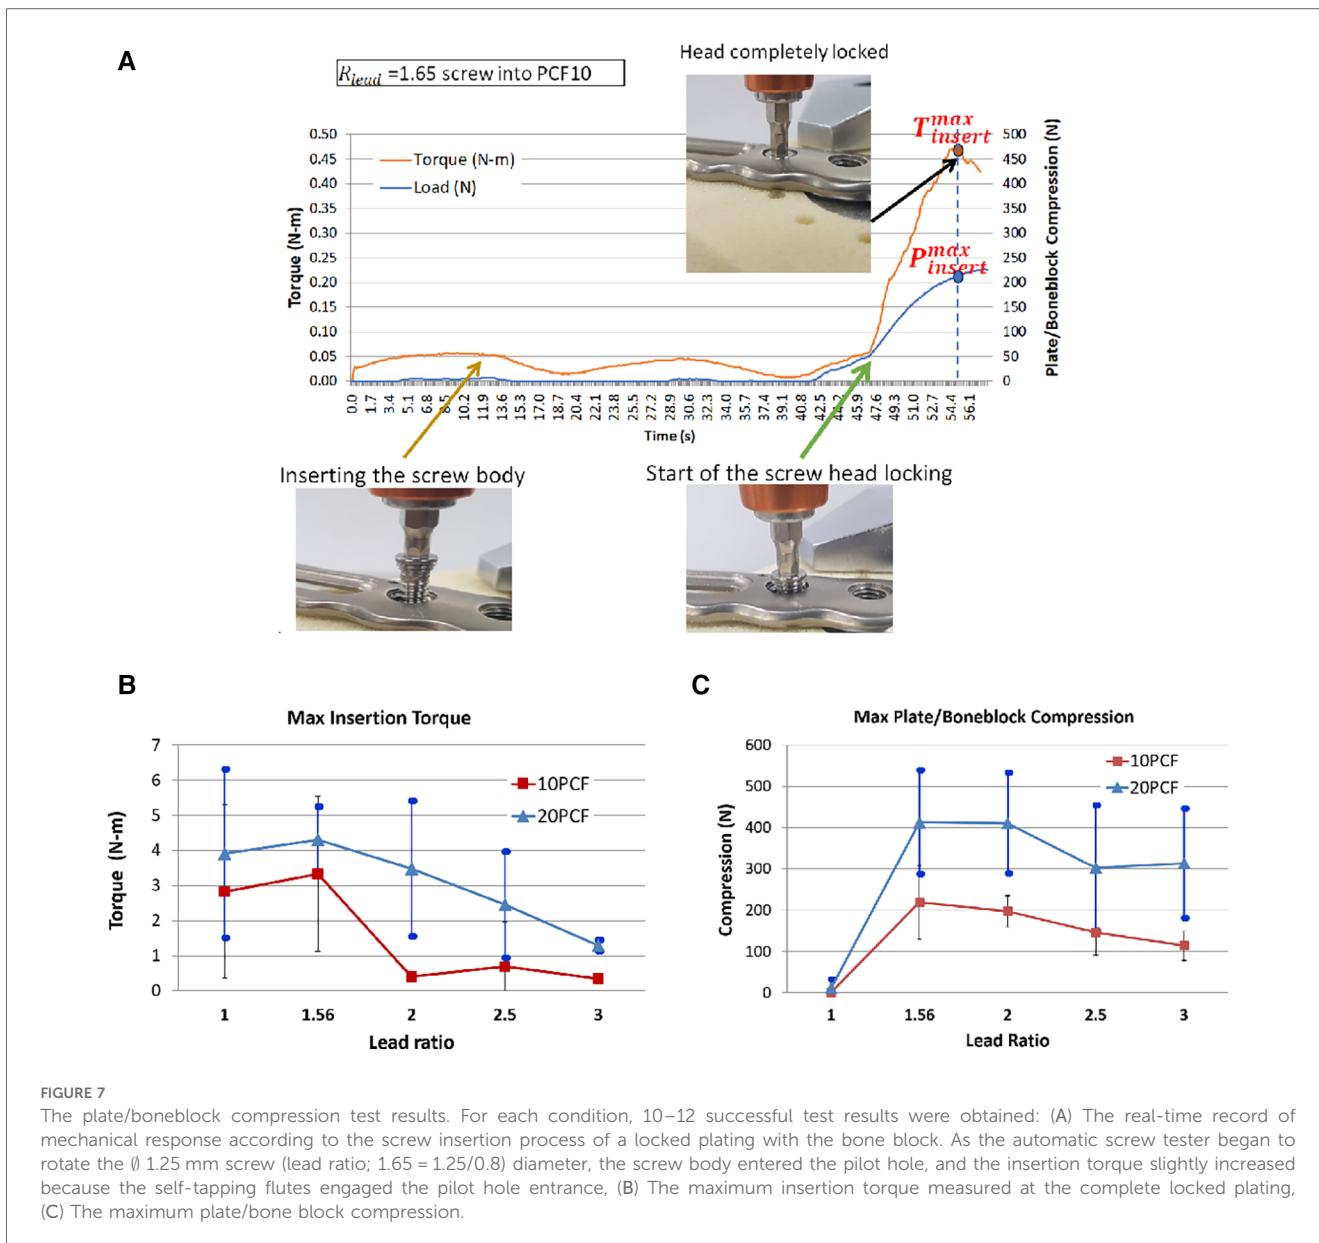 A
Head completely locked
R_lead =1.65 screw into PCF10
T_insert^max
P_insert^max
Torque (N-m)
Load (N)
0.50
0.45
0.40
0.35
0.30
0.25
0.20
0.15
0.10
0.05
0.00
Torque (N-m)
500
450
400
350
300
250
200
150
100
50
0
Plate/Boneblock Compression (N)
0.0 1.7 3.4 5.1 6.8 8.5 10.2 11.9 13.6 15.3 17.0 18.7 20.4 22.1 23.8 25.5 27.2 28.9 30.6 32.3 34.0 35.7 37.4 39.1 40.8 42.5 44.2 45.9 47.6 49.3 51.0 52.7 54.4 56.1
Time (s)
Inserting the screw body
Start of the screw head locking
B
Max Insertion Torque
7
6
5
4
3
2
1
0
Torque (N-m)
10PCF
20PCF
1 1.56 2 2.5 3
Lead ratio
C
Max Plate/Boneblock Compression
600
500
400
300
200
100
0
Compression (N)
10PCF
20PCF
1 1.56 2 2.5 3
Lead Ratio
FIGURE 7
The plate/boneblock compression test results. For each condition, 10–12 successful test results were obtained: (A) The real-time record of
mechanical response according to the screw insertion process of a locked plating with the bone block. As the automatic screw tester began to
rotate the (∅ 1.25 mm screw (lead ratio; 1.65 = 1.25/0.8) diameter, the screw body entered the pilot hole, and the insertion torque slightly increased
because the self-tapping flutes engaged the pilot hole entrance, (B) The maximum insertion torque measured at the complete locked plating,
(C) The maximum plate/bone block compression.